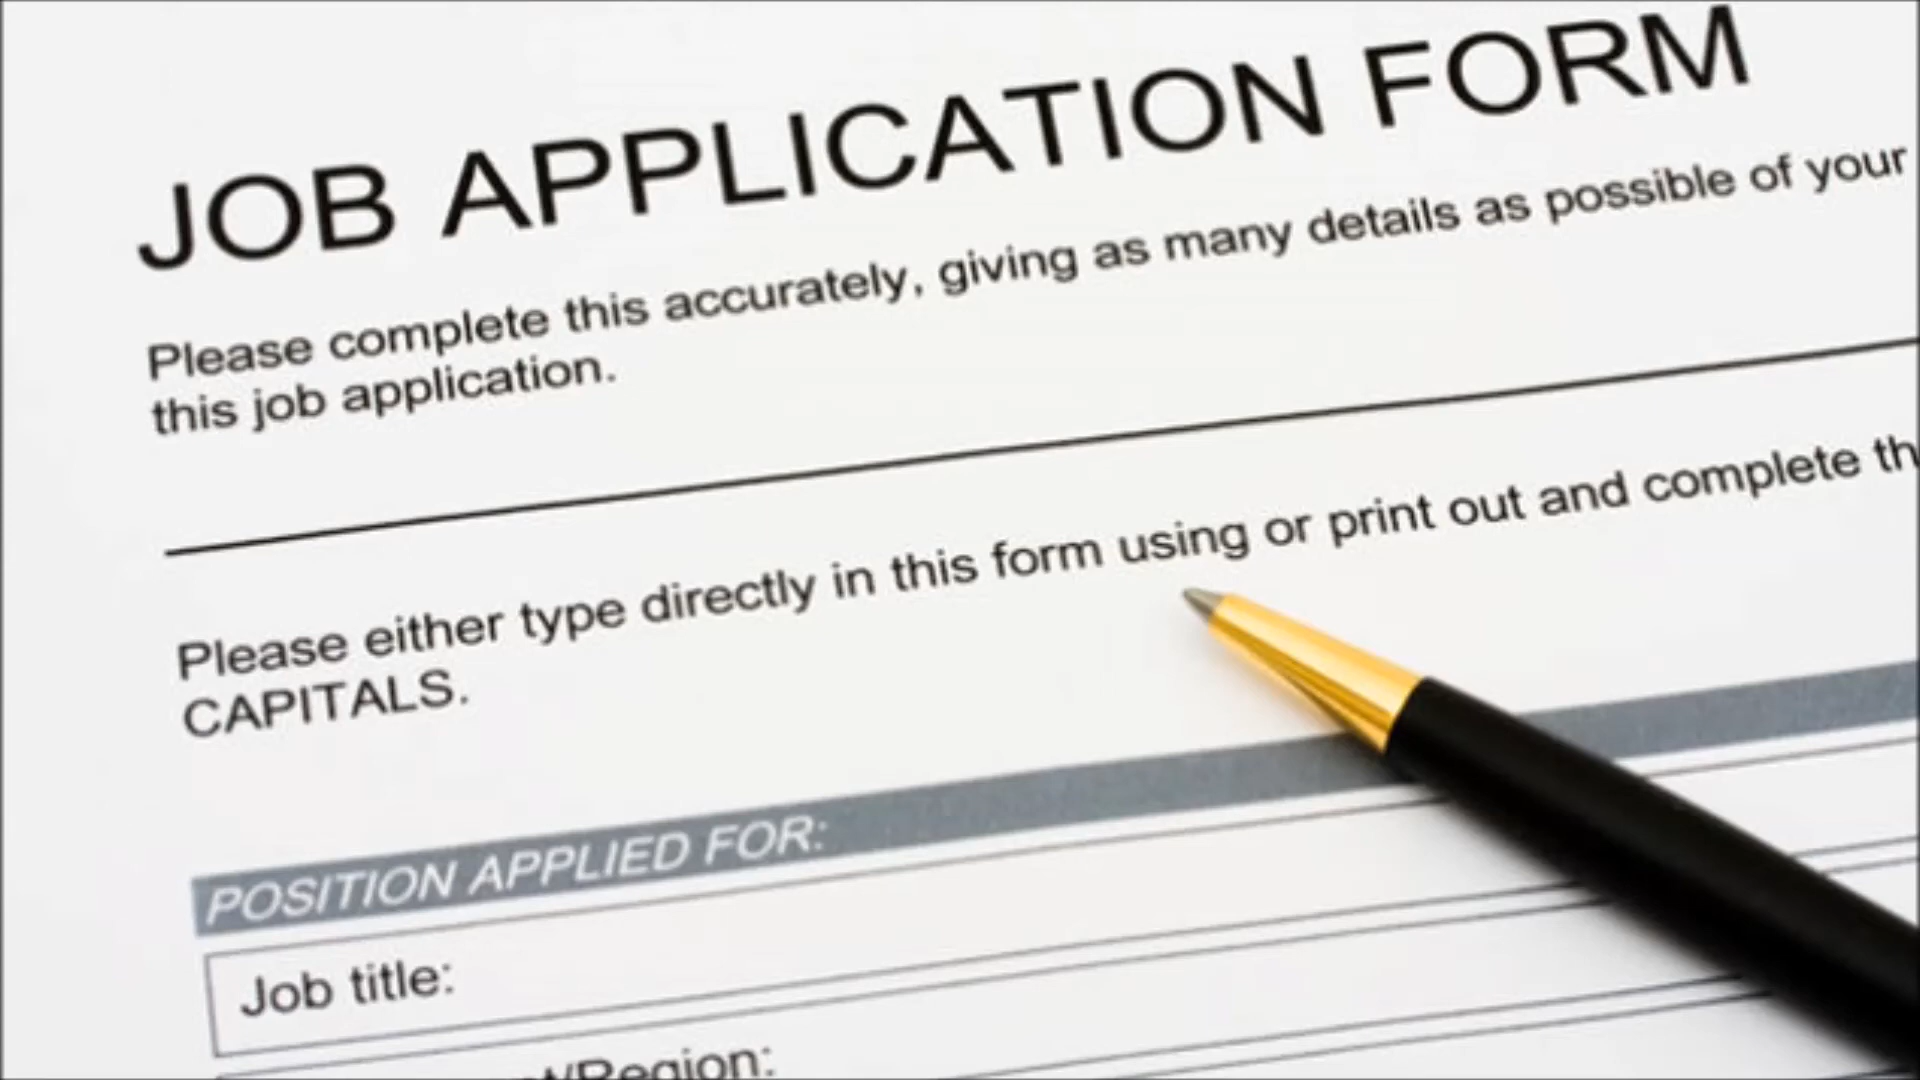 JOB APPLICATION FORM
Please complete this accurately, giving as many details as possible of your
this job application.
Please either type directly in this form using or print out and complete
CAPITALS.
POSITION APPLIED FOR:
Job title:
Region: